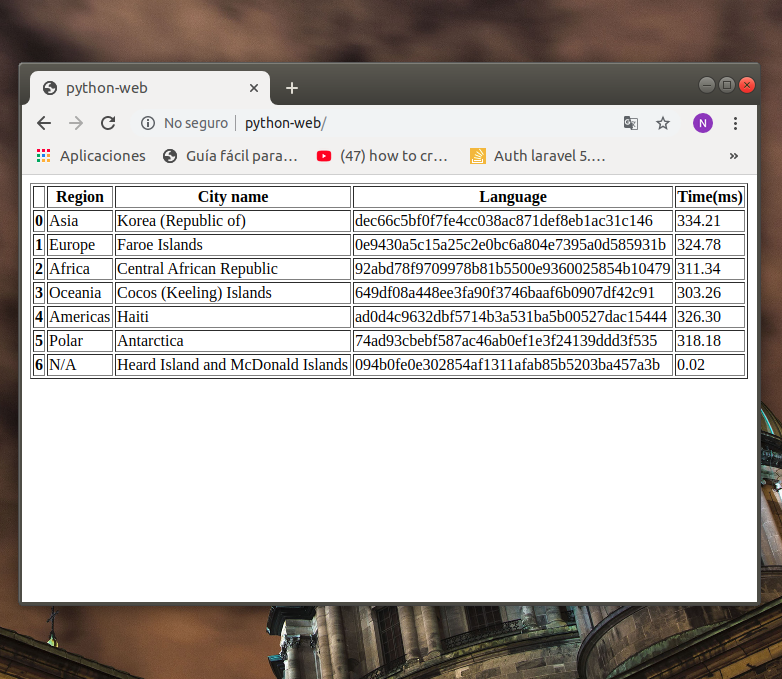 python-web
No seguro python-web/ N
Aplicaciones Guía fácil para... (47) how to cr... Auth laravel 5.... »
Region City name Language Time(ms)
0 Asia Korea (Republic of) dec66c5bf0f7fe4cc038ac871def8eb1ac31c146 334.21
1 Europe Faroe Islands 0e9430a5c15a25c2e0bc6a804e7395a0d585931b 324.78
2 Africa Central African Republic 92abd78f9709978b81b5500e9360025854b10479 311.34
3 Oceania Cocos (Keeling) Islands 649df08a448ee3fa90f3746baaf6b0907df42c91 303.26
4 Americas Haiti ad0d4c9632dbf5714b3a531ba5b00527dac15444 326.30
5 Polar Antarctica 74ad93cbebf587ac46ab0ef1e3f24139ddd3f535 318.18
6 N/A Heard Island and McDonald Islands 094b0fe0e302854af1311afab85b5203ba457a3b 0.02